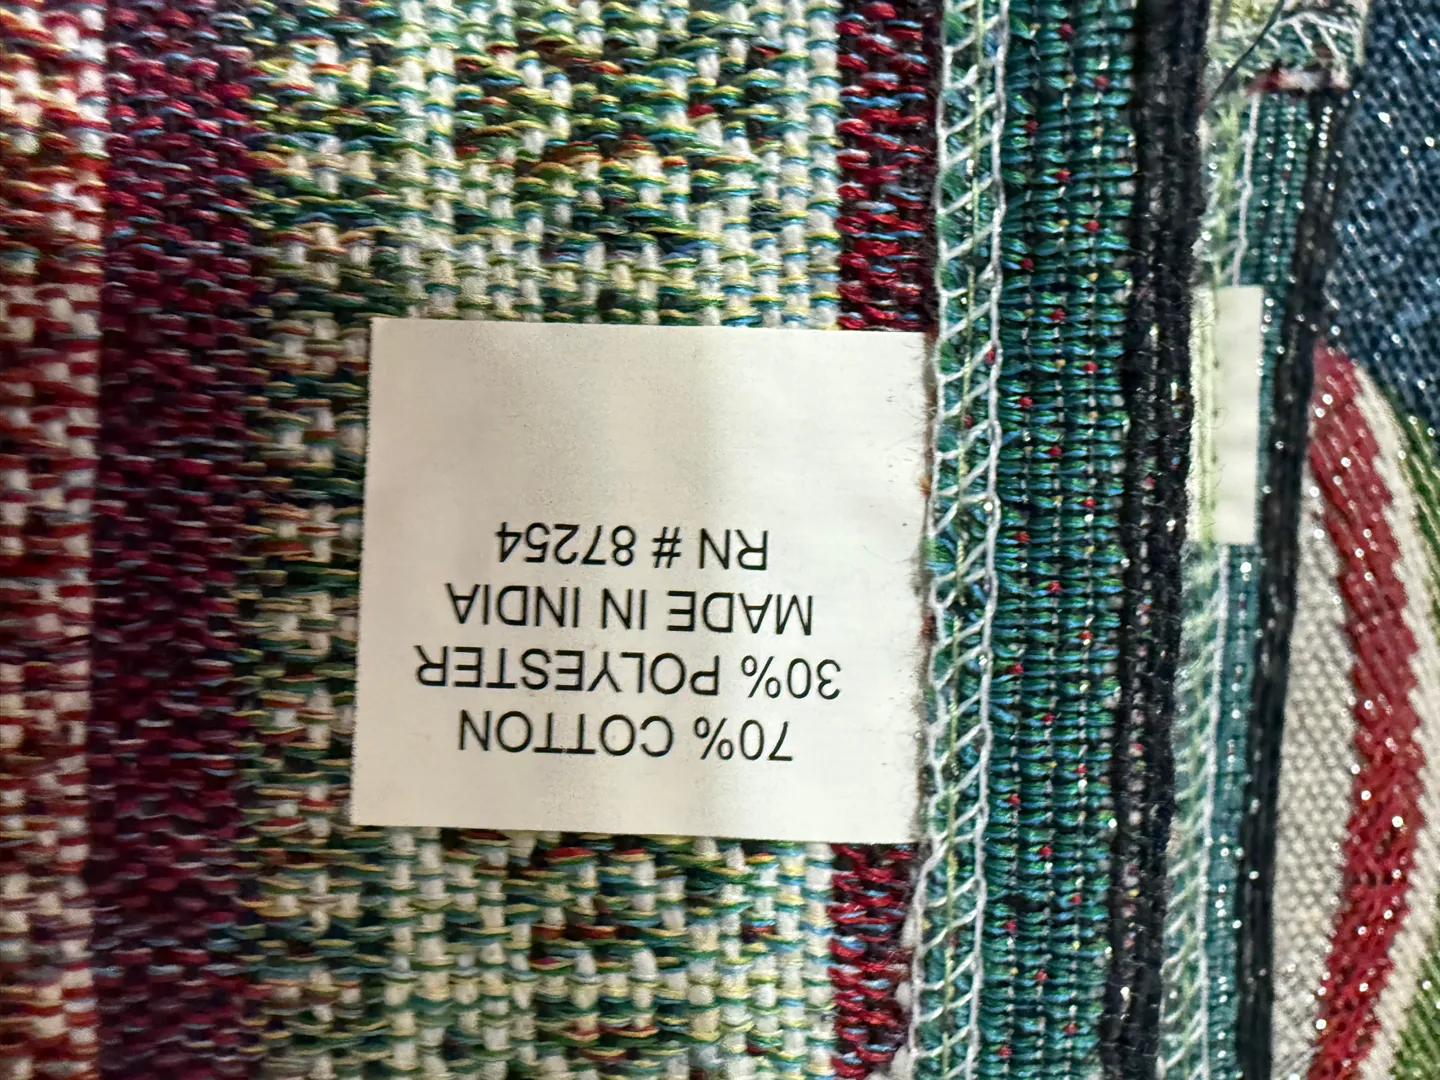 70% COTTON
30% POLYESTER
MADE IN INDIA
RN # 87254